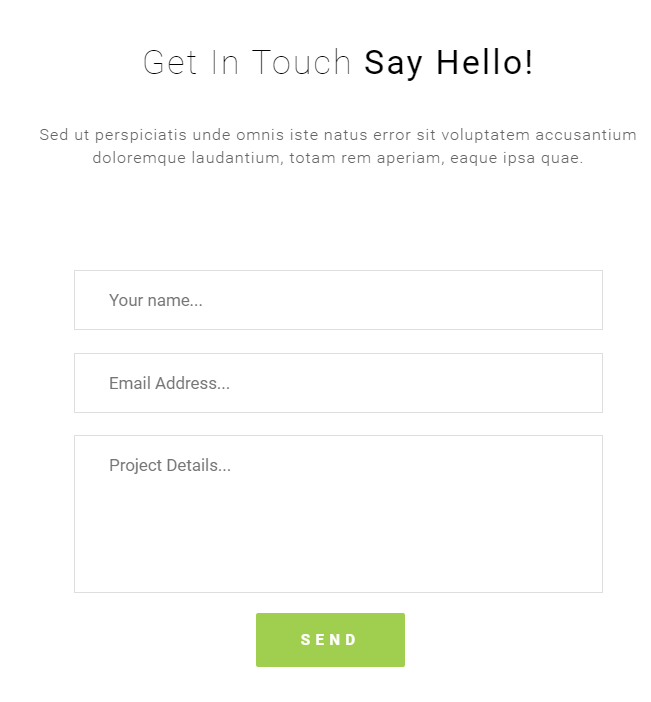 Get In Touch Say Hello!
Sed ut perspiciatis unde omnis iste natus error sit voluptatem accusantium
doloremque laudantium, totam rem aperiam, eaque ipsa quae.
Your name...
Email Address...
Project Details...
SEND